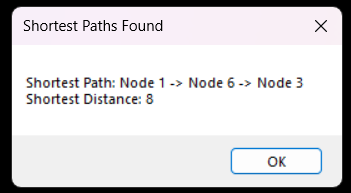 Shortest Paths Found
Shortest Path: Node 1 -> Node 6 -> Node 3
Shortest Distance: 8
OK